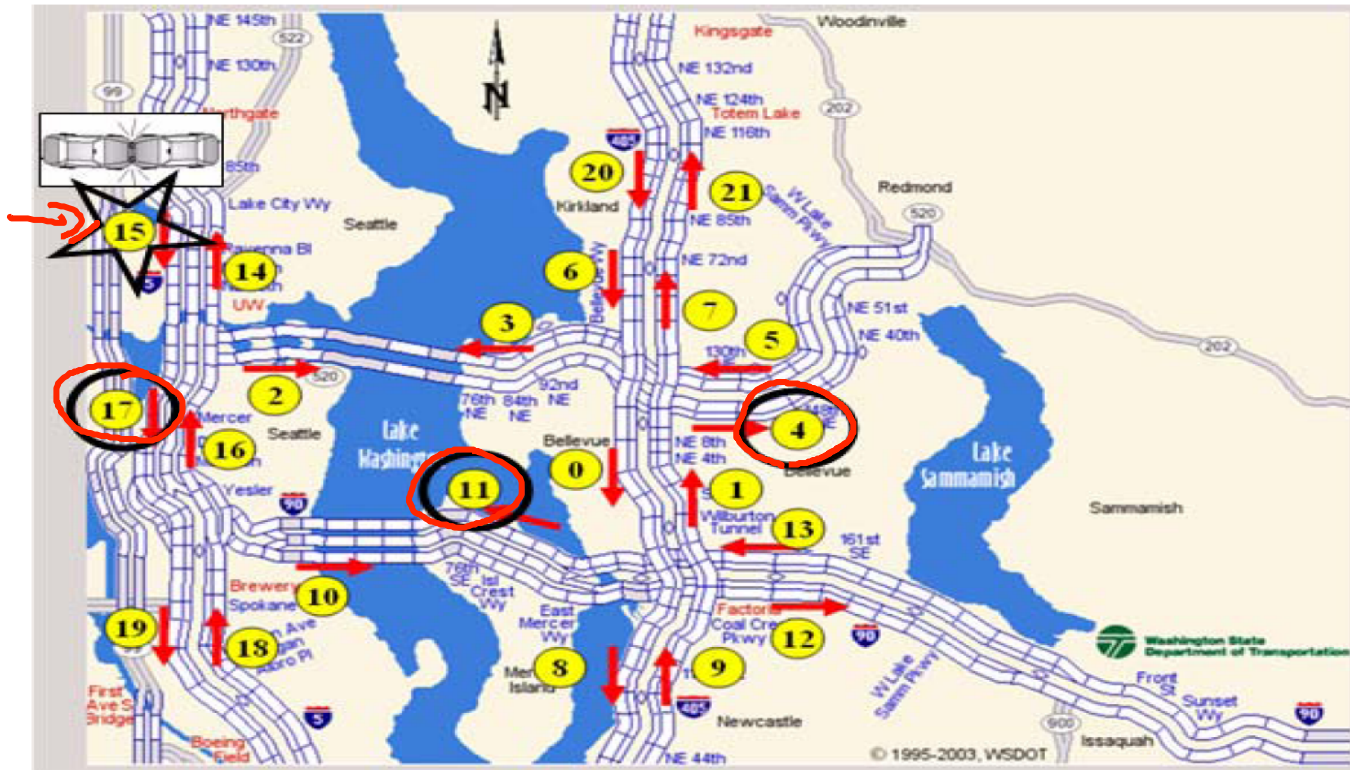 NE 145th
522
NE 130th
99
Northgate
85th
Lake City Wy
Seattle
15
Ravenna Bl
14
5
UW
3
2
520
17
Mercer
16
Seattle
Yesler
90
Lake
Washington
11
76th
NE
84th
NE
92nd
NE
Brewery
Spokane
10
19
18
First
Ave S
Bridge
Boeing
Field
5
76th
SE
Crest
Wy
East
Mercer
Wy
Island
8
N
Kingsgate
NE 132nd
NE 124th
Totem Lake
NE 116th
405
20
Kirkland
21
NE 85th
NE 72nd
6
Bellevue Wy
7
5
130th
NE 51st
NE 40th
148th
4
Bellevue
NE 8th
NE 4th
Bellevue
0
1
Wilburton
Tunnel
13
161st
SE
Factoria
Coal Cre
Pkwy
12
90
9
405
Newcastle
NE 44th
Woodinville
202
Redmond
520
W Lake
Samm Pkwy
202
Lake
Sammamish
Sammamish
Washington State
Department of Transportation
W Lake
Samm Pkwy
Front
St
Sunset
Wy
90
900
Issaquah
© 1995-2003, WSDOT